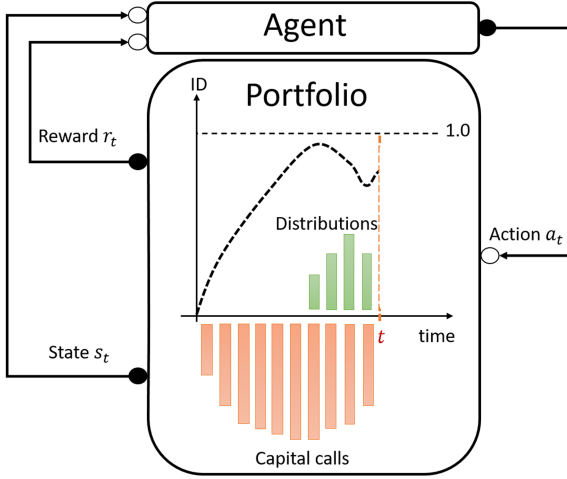 Agent
ID
Portfolio
1.0
Reward r_t
Distributions
Action a_t
t
time
State s_t
Capital calls